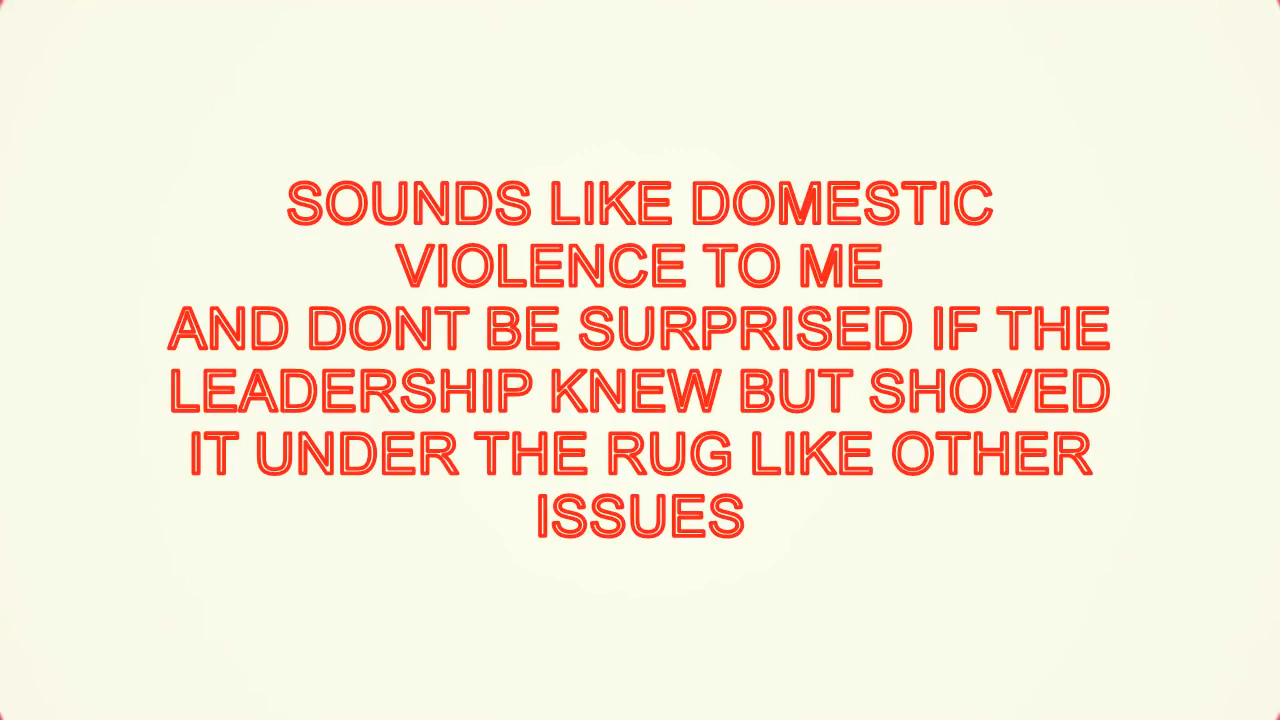 SOUNDS LIKE DOMESTIC
VIOLENCE TO ME
AND DONT BE SURPRISED IF THE
LEADERSHIP KNEW BUT SHOVED
IT UNDER THE RUG LIKE OTHER
ISSUES